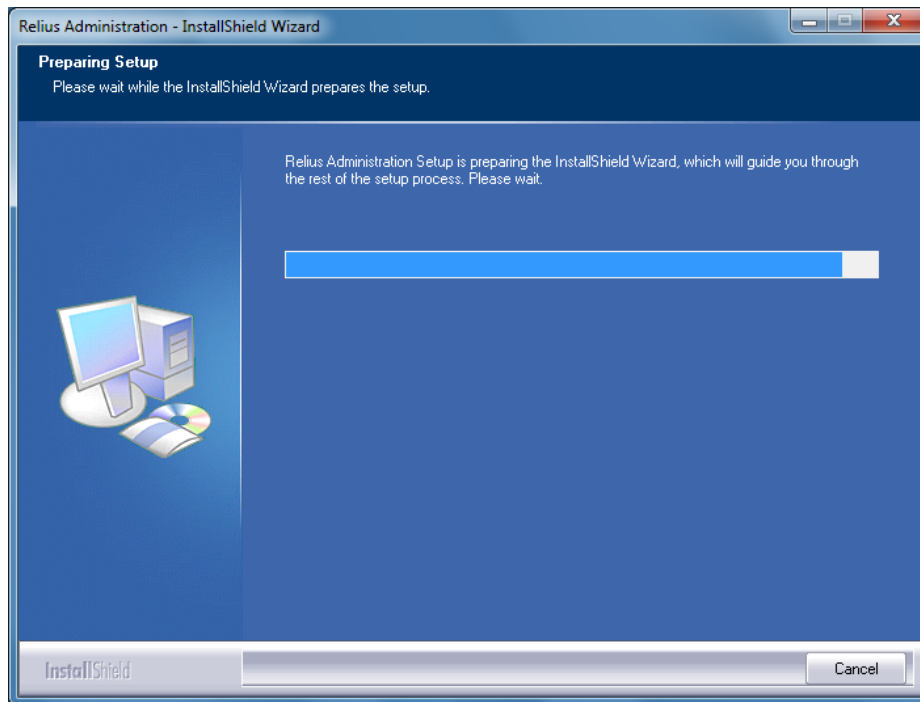 Relius Administration - InstallShield Wizard
Preparing Setup
Please wait while the InstallShield Wizard prepares the setup.
Relius Administration Setup is preparing the InstallShield Wizard, which will guide you through
the rest of the setup process. Please wait.
InstallShield
Cancel